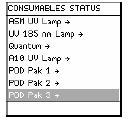 CONSUMABLES STATUS
ASM UV Lamp →
UV 185 nm Lamp →
Quantum →
A10 UV Lamp →
POD Pak 1 →
POD Pak 2 →
POD Pak 3 →